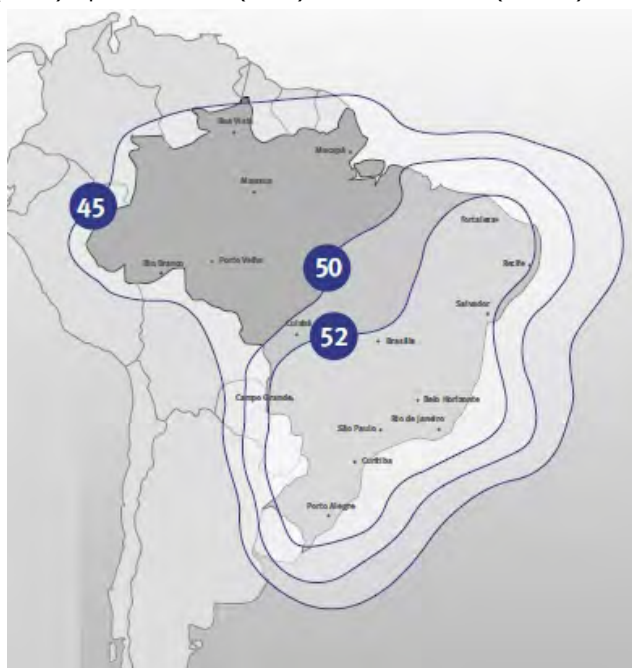 Boa Vista
Macapá
Manaus
45
Fortaleza
Rio Branco
Porto Velho
50
Recife
Salvador
Cuiabá
52
Brasília
Campo Grande
Belo Horizonte
Rio de Janeiro
São Paulo
Curitiba
Porto Alegre